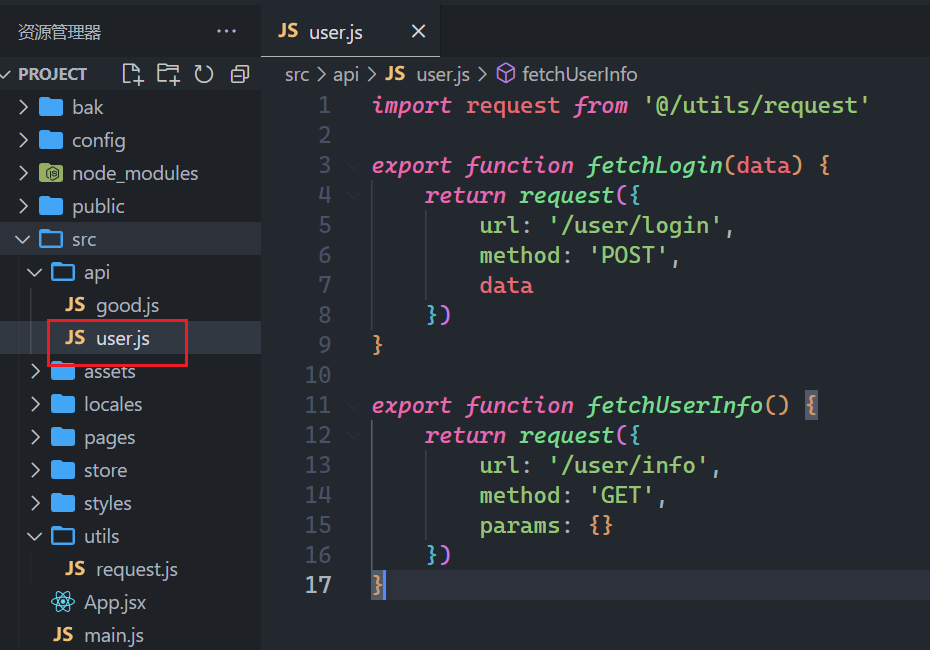 资源管理器 ···
PROJECT
bak
config
node_modules
public
src
api
JS good.js
JS user.js
assets
locales
pages
store
styles
utils
JS request.js
App.jsx
JS main.js
JS user.js
src > api > JS user.js > fetchUserInfo
1 import request from '@/utils/request'
2
3 export function fetchLogin(data) {
4 return request({
5 url: '/user/login',
6 method: 'POST',
7 data
8 })
9 }
10
11 export function fetchUserInfo() {
12 return request({
13 url: '/user/info',
14 method: 'GET',
15 params: {}
16 })
17 }